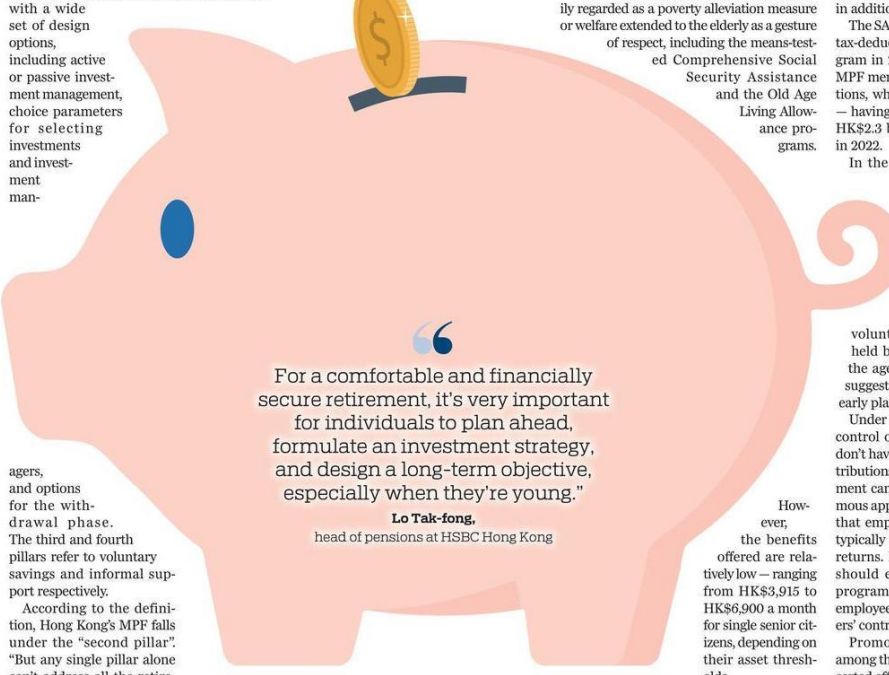 with a wide
set of design
options,
including active
or passive invest-
ment management,
choice parameters
for selecting
investments
and invest-
ment
man-
agers,
and options
for the with-
drawal phase.
The third and fourth
pillars refer to voluntary
savings and informal sup-
port respectively.
According to the defini-
tion, Hong Kong's MPF falls
under the “second pillar”.
“But any single pillar alone
$
“
For a comfortable and financially
secure retirement, it's very important
for individuals to plan ahead,
formulate an investment strategy,
and design a long-term objective,
especially when they're young.”
Lo Tak-fong,
head of pensions at HSBC Hong Kong
ily regarded as a poverty alleviation measure
or welfare extended to the elderly as a gesture
of respect, including the means-test-
ed Comprehensive Social
Security Assistance
and the Old Age
Living Allow-
ance pro-
grams.
How-
ever,
the benefits
offered are rela-
tively low — ranging
from HK$3,915 to
HK$6,900 a month
for single senior cit-
izens, depending on
their asset thresh-
in additio
The SA
tax-deduc
gram in
MPF mem
tions, wh
— having
HK$2.3 b
in 2022.
In the
volunt
held b
the age
suggest
early pla
Under
control o
don't hav
tribution
ment can
mous app
that emp
typically
returns.
should e
program
employee
ers' contr
Promo
among th